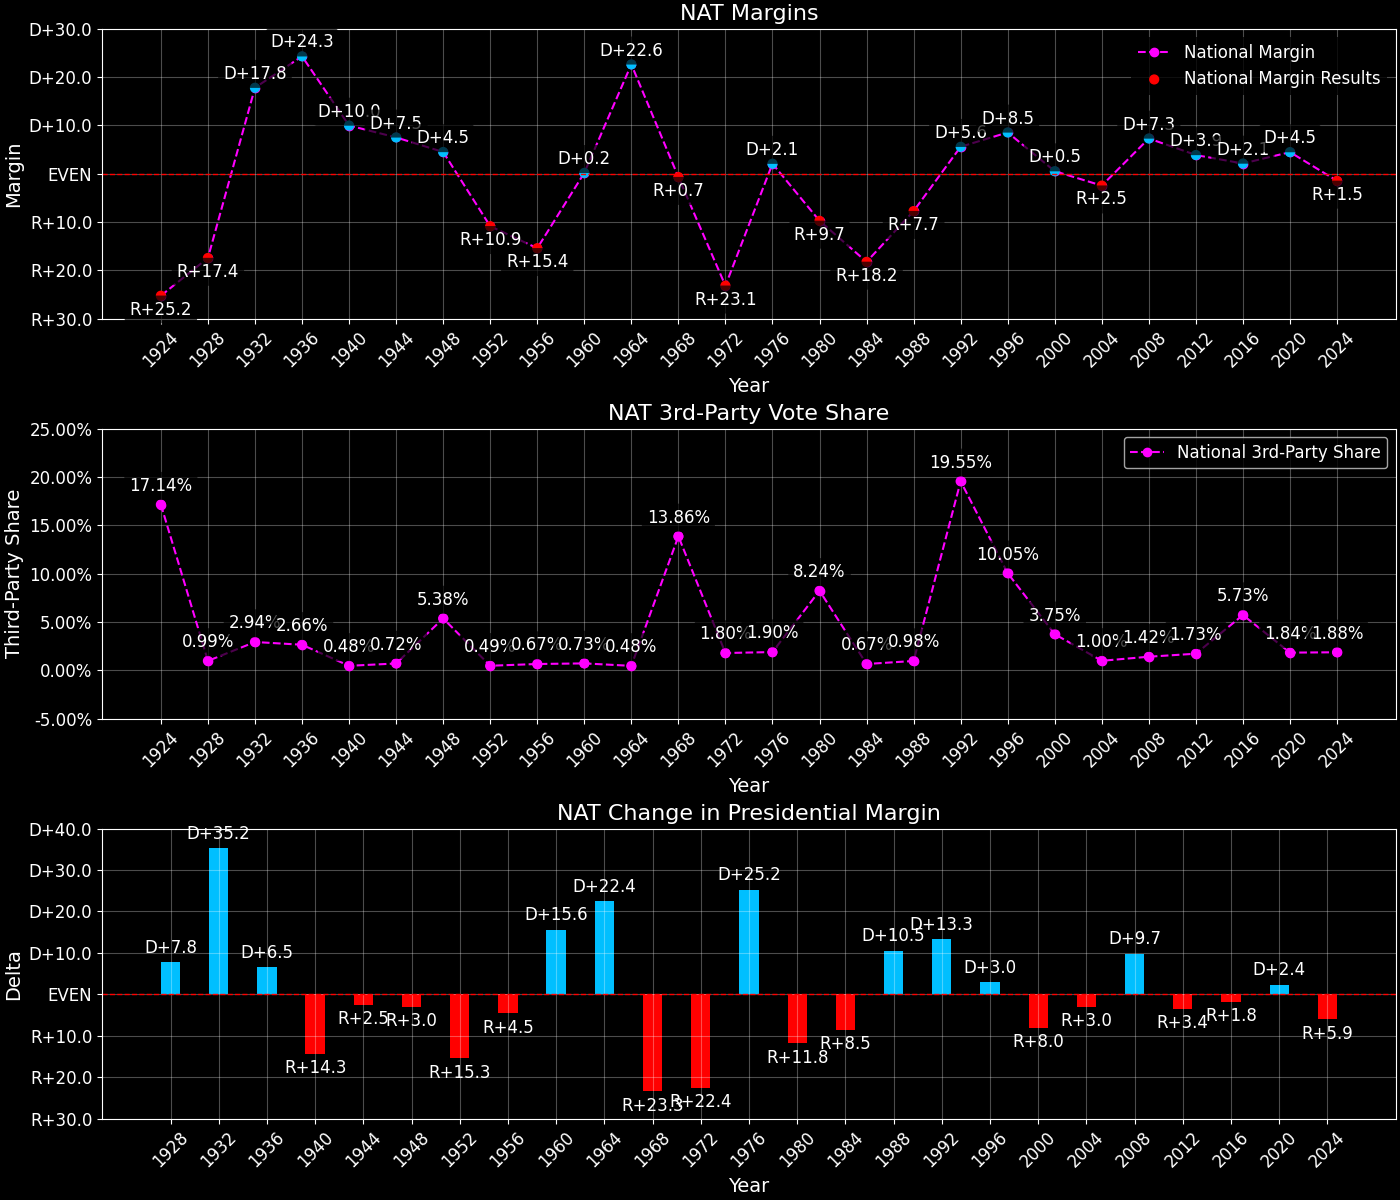 NAT Margins
D+30.0
D+20.0
D+10.0
EVEN
R+10.0
R+20.0
R+30.0
Margin
National Margin
National Margin Results
R+25.2
R+17.4
D+17.8
D+24.3
D+10.0
D+7.5
D+4.5
R+10.9
R+15.4
D+0.2
D+22.6
R+0.7
R+23.1
D+2.1
R+9.7
R+18.2
R+7.7
D+5.6
D+8.5
D+0.5
R+2.5
D+7.3
D+3.9
D+2.1
D+4.5
R+1.5
1924 1928 1932 1936 1940 1944 1948 1952 1956 1960 1964 1968 1972 1976 1980 1984 1988 1992 1996 2000 2004 2008 2012 2016 2020 2024
Year
NAT 3rd-Party Vote Share
25.00%
20.00%
15.00%
10.00%
5.00%
0.00%
-5.00%
Third-Party Share
National 3rd-Party Share
17.14%
0.99%
2.94%
2.66%
0.48%
0.72%
5.38%
0.49%
0.67%
0.73%
0.48%
13.86%
1.80%
1.90%
8.24%
0.67%
0.98%
19.55%
10.05%
3.75%
1.00%
1.42%
1.73%
5.73%
1.84%
1.88%
1924 1928 1932 1936 1940 1944 1948 1952 1956 1960 1964 1968 1972 1976 1980 1984 1988 1992 1996 2000 2004 2008 2012 2016 2020 2024
Year
NAT Change in Presidential Margin
D+40.0
D+30.0
D+20.0
D+10.0
EVEN
R+10.0
R+20.0
R+30.0
Delta
D+7.8
D+35.2
D+6.5
R+14.3
R+2.5
R+3.0
R+15.3
R+4.5
D+15.6
D+22.4
R+23.3
R+22.4
D+25.2
R+11.8
R+8.5
D+10.5
D+13.3
D+3.0
R+8.0
R+3.0
D+9.7
R+3.4
R+1.8
D+2.4
R+5.9
1928 1932 1936 1940 1944 1948 1952 1956 1960 1964 1968 1972 1976 1980 1984 1988 1992 1996 2000 2004 2008 2012 2016 2020 2024
Year